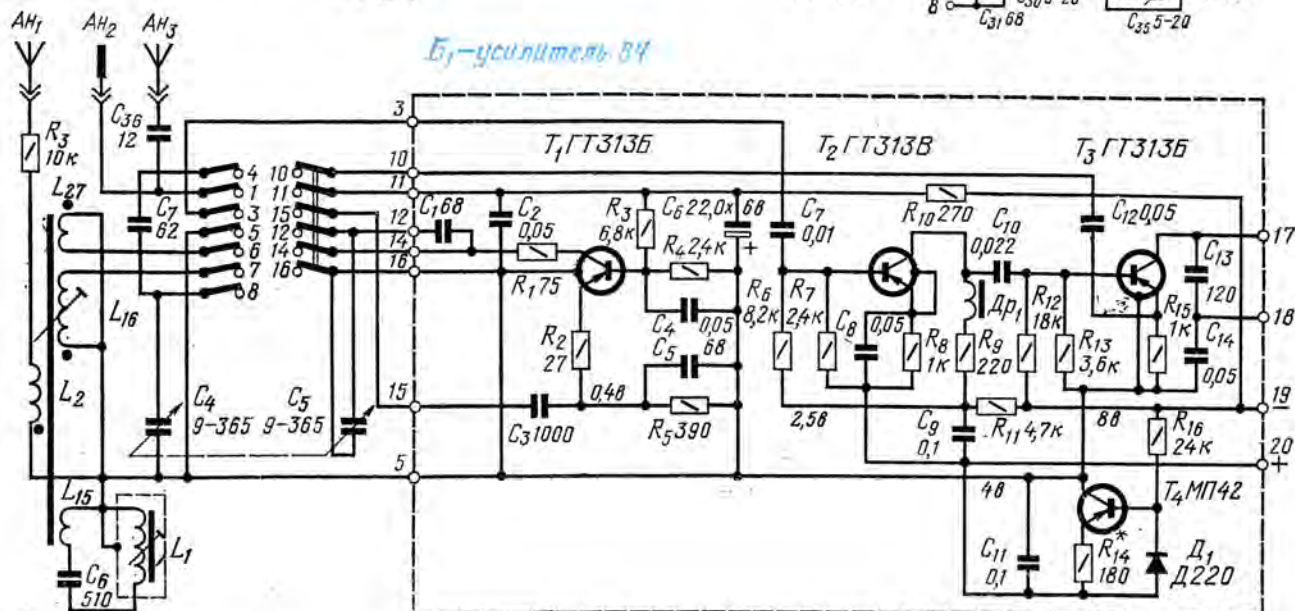 Ан₁
Ан₂
Ан₃
8
C₃₁ 68
C₃₅ 5-20
Б₁-усилитель ВЧ
R₃
10к
C₃₆
12
L₂₇
C₇
62
L₁₆
L₂
4
1
3
5
6
7
8
10
11
15
12
14
16
C₄
9-365
C₅
9-365
L₁₅
L₁
C₆
510
3
10
11
12
14
16
15
5
T₁ ГТ313Б
T₂ ГТ313В
T₃ ГТ313Б
C₁ 68
C₂
0,05
R₁ 75
R₂
27
R₃
6,8к
R₄ 2,4к
C₆ 22,0x6В
+
C₄
0,05
C₅
68
0,4В
C₃ 1000
R₅ 390
C₇
0,01
R₆
8,2к
R₇
2,4к
C₈
0,05
R₈
1к
2,5В
R₁₀ 270
C₁₀
0,022
Др₁
R₉
220
C₉
0,1
R₁₁ 4,7к
R₁₂
18к
R₁₃
3,6к
8В
C₁₂ 0,05
R₁₅
1к
C₁₃
120
C₁₄
0,05
17
18
19
−
20
+
R₁₆
24к
4В
T₄ МП42
C₁₁
0,1
R₁₄*
180
Д₁
Д220